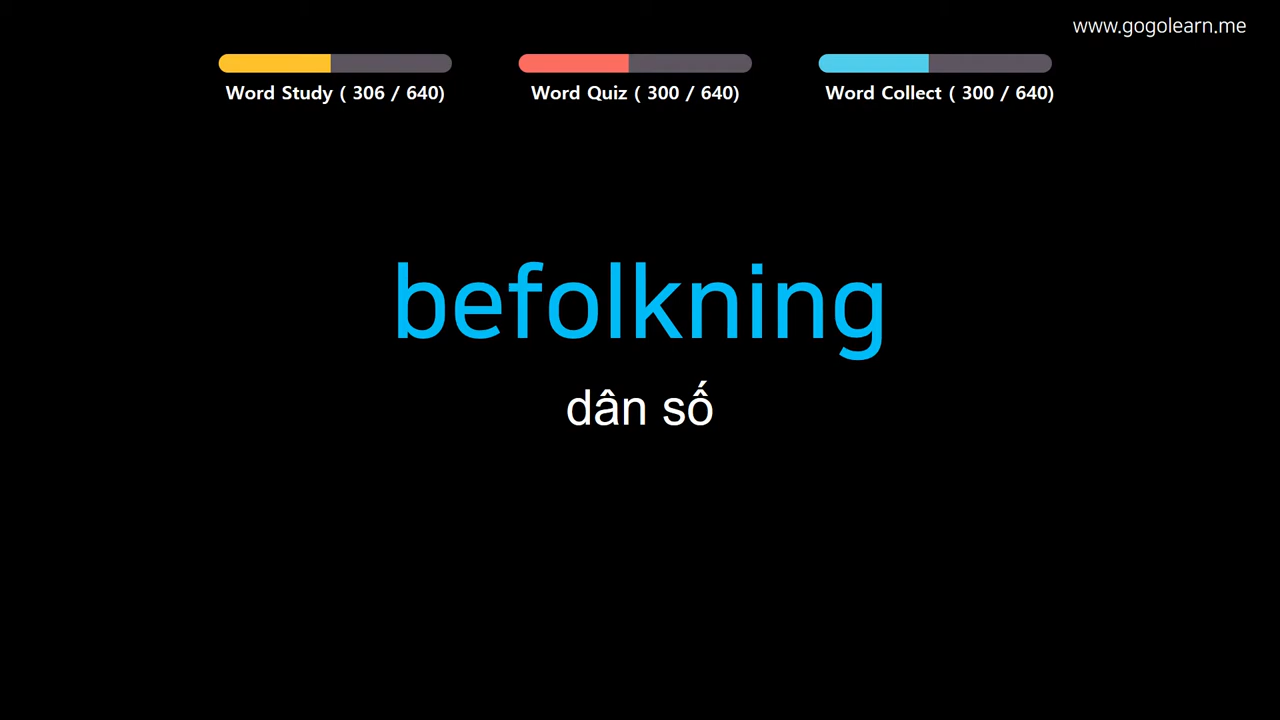 www.gogolearn.me
Word Study ( 306 / 640)
Word Quiz ( 300 / 640)
Word Collect ( 300 / 640)
befolkning
dân số